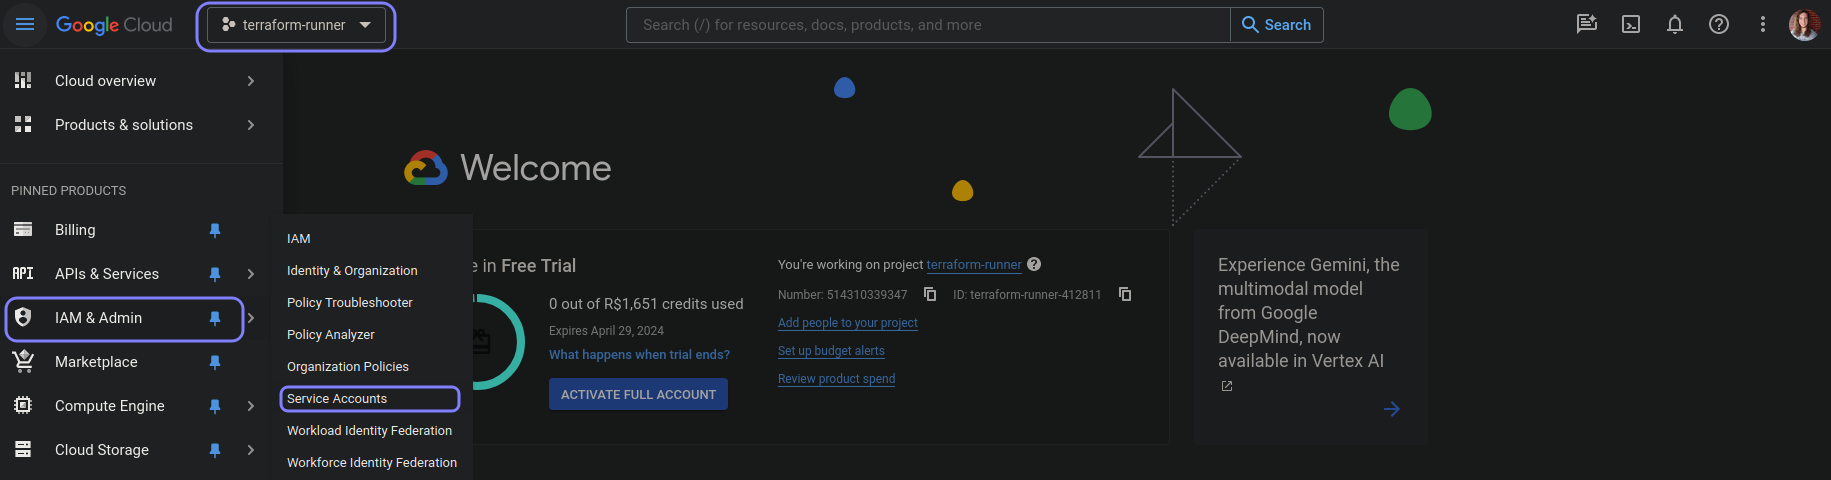 Google Cloud
terraform-runner
Search (/) for resources, docs, products, and more
Search
Cloud overview
Products & solutions
PINNED PRODUCTS
Billing
API APIs & Services
IAM & Admin
Marketplace
Compute Engine
Cloud Storage
IAM
Identity & Organization
Policy Troubleshooter
Policy Analyzer
Organization Policies
Service Accounts
Workload Identity Federation
Workforce Identity Federation
Welcome
e in Free Trial
0 out of R$1,651 credits used
Expires April 29, 2024
What happens when trial ends?
ACTIVATE FULL ACCOUNT
You're working on project terraform-runner
Number: 514310339347 ID: terraform-runner-412811
Add people to your project
Set up budget alerts
Review product spend
Experience Gemini, the
multimodal model
from Google
DeepMind, now
available in Vertex AI